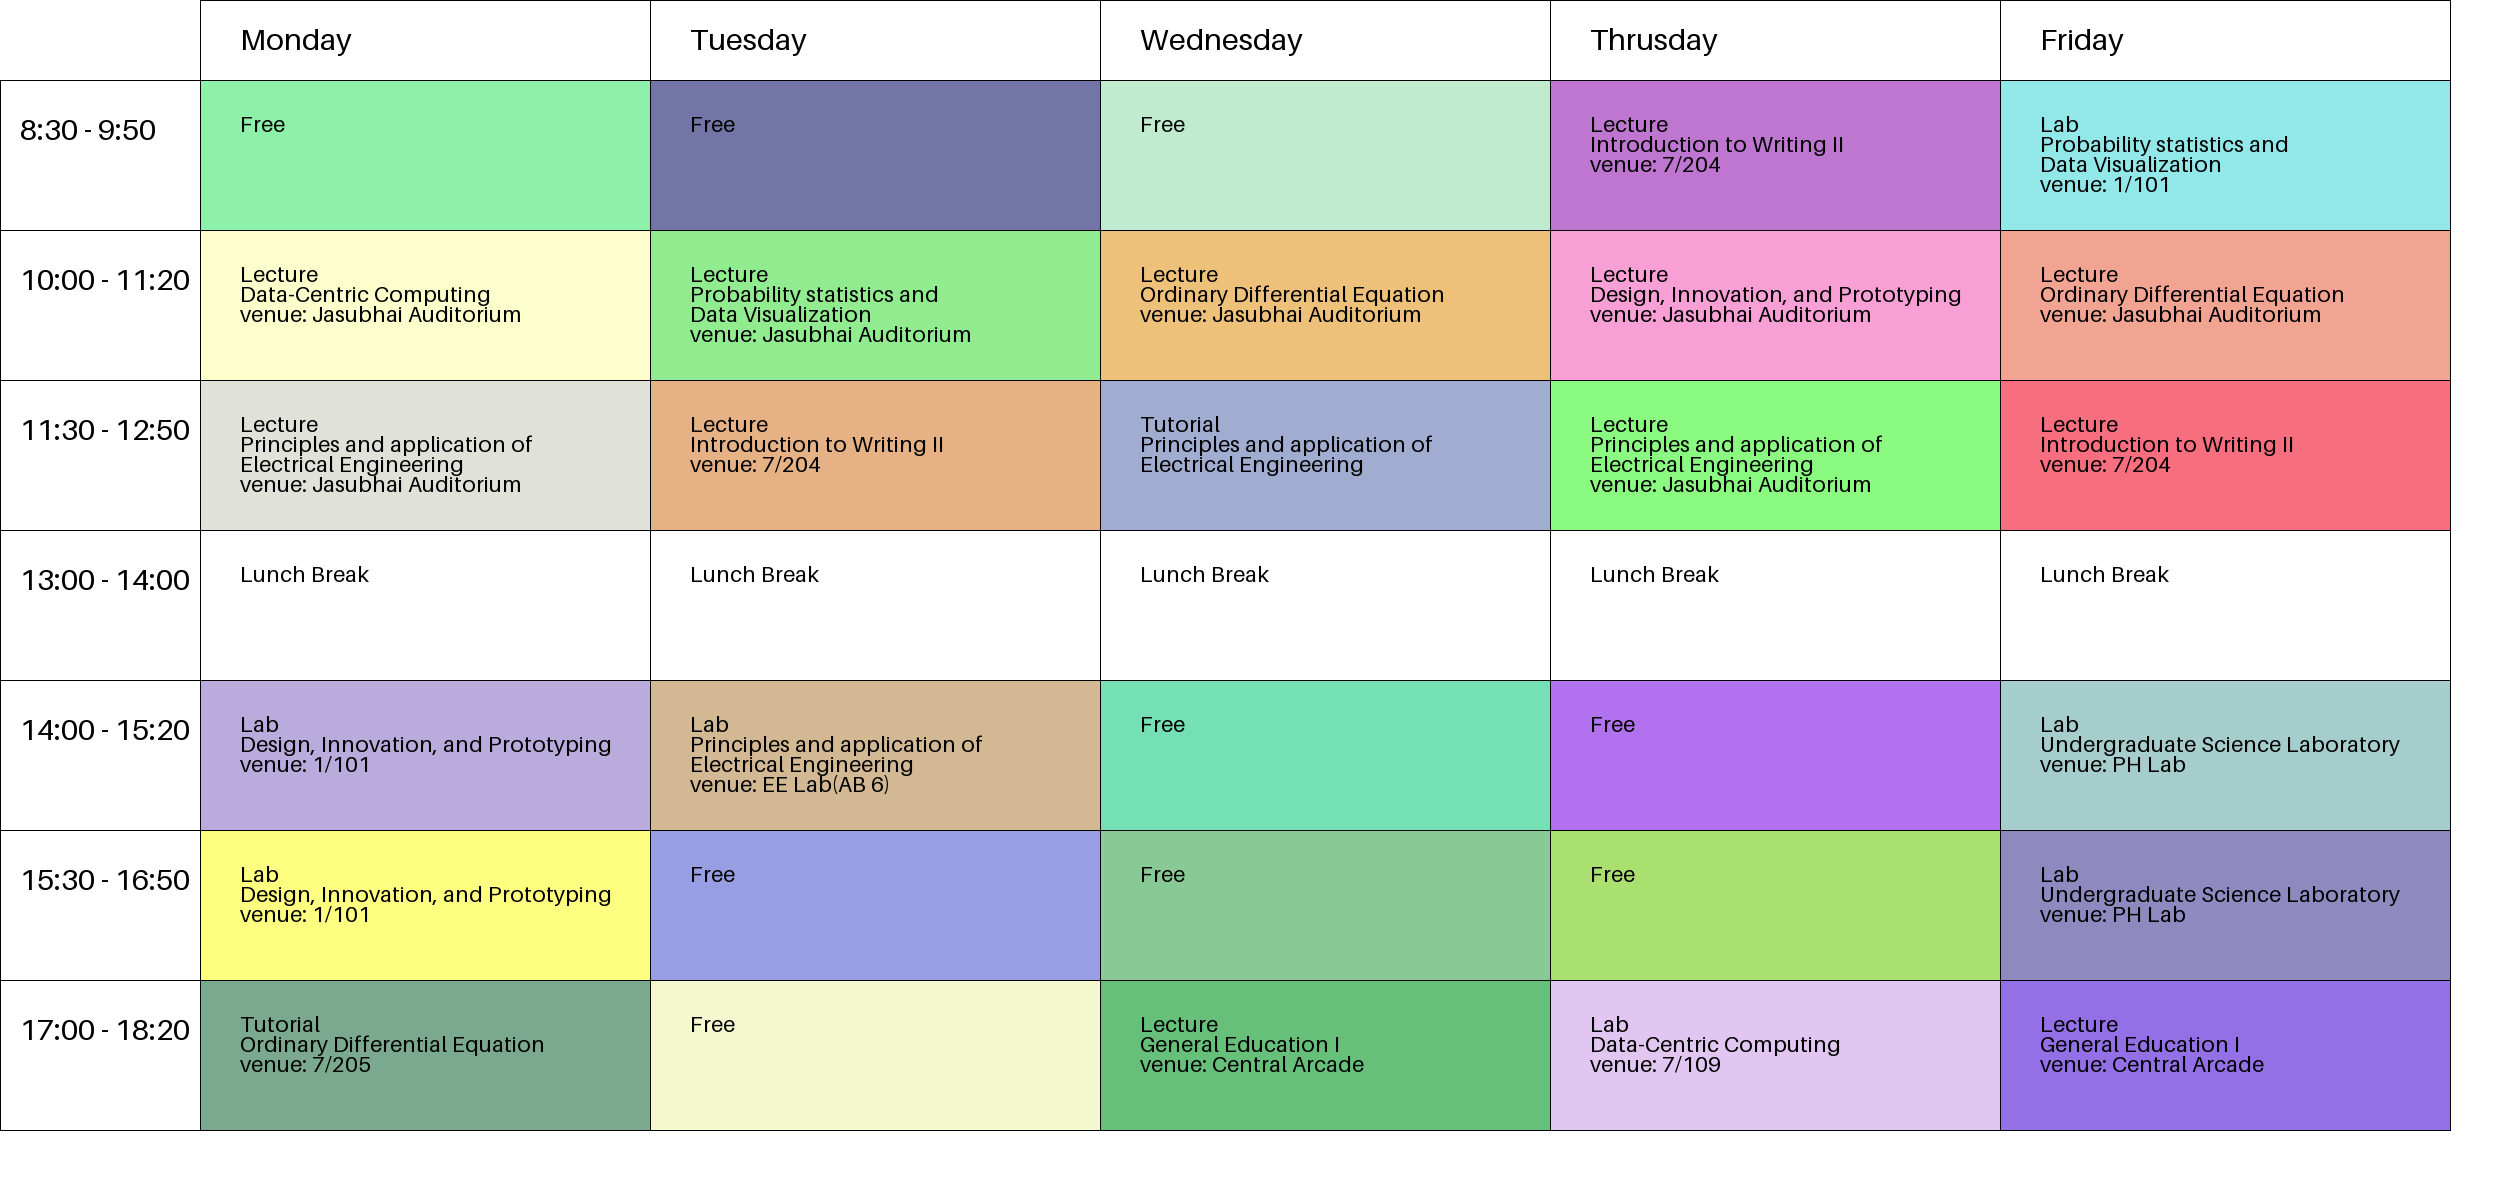 Monday
Tuesday
Wednesday
Thrusday
Friday
8:30 - 9:50
Free
Free
Free
Lecture
Introduction to Writing II
venue: 7/204
Lab
Probability statistics and
Data Visualization
venue: 1/101
10:00 - 11:20
Lecture
Data-Centric Computing
venue: Jasubhai Auditorium
Lecture
Probability statistics and
Data Visualization
venue: Jasubhai Auditorium
Lecture
Ordinary Differential Equation
venue: Jasubhai Auditorium
Lecture
Design, Innovation, and Prototyping
venue: Jasubhai Auditorium
Lecture
Ordinary Differential Equation
venue: Jasubhai Auditorium
11:30 - 12:50
Lecture
Principles and application of
Electrical Engineering
venue: Jasubhai Auditorium
Lecture
Introduction to Writing II
venue: 7/204
Tutorial
Principles and application of
Electrical Engineering
Lecture
Principles and application of
Electrical Engineering
venue: Jasubhai Auditorium
Lecture
Introduction to Writing II
venue: 7/204
13:00 - 14:00
Lunch Break
Lunch Break
Lunch Break
Lunch Break
Lunch Break
14:00 - 15:20
Lab
Design, Innovation, and Prototyping
venue: 1/101
Lab
Principles and application of
Electrical Engineering
venue: EE Lab(AB 6)
Free
Free
Lab
Undergraduate Science Laboratory
venue: PH Lab
15:30 - 16:50
Lab
Design, Innovation, and Prototyping
venue: 1/101
Free
Free
Free
Lab
Undergraduate Science Laboratory
venue: PH Lab
17:00 - 18:20
Tutorial
Ordinary Differential Equation
venue: 7/205
Free
Lecture
General Education I
venue: Central Arcade
Lab
Data-Centric Computing
venue: 7/109
Lecture
General Education I
venue: Central Arcade